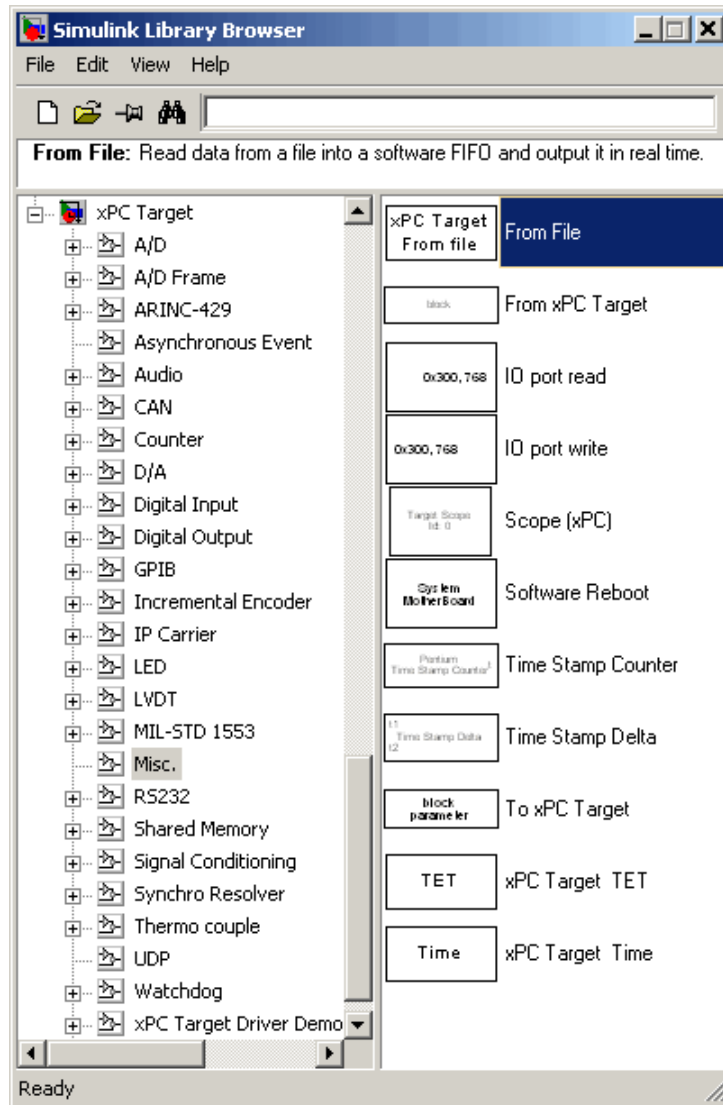 Simulink Library Browser
File Edit View Help
From File: Read data from a file into a software FIFO and output it in real time.
xPC Target
A/D
A/D Frame
ARINC-429
Asynchronous Event
Audio
CAN
Counter
D/A
Digital Input
Digital Output
GPIB
Incremental Encoder
IP Carrier
LED
LVDT
MIL-STD 1553
Misc.
RS232
Shared Memory
Signal Conditioning
Synchro Resolver
Thermo couple
UDP
Watchdog
xPC Target Driver Demo
xPC Target
From file
From File
block
From xPC Target
0x300, 768
IO port read
0x300, 768
IO port write
Target Scope
Id: 0
Scope (xPC)
System
MotherBoard
Software Reboot
Pentium
Time Stamp Counter
t
Time Stamp Counter
t1
Time Stamp Delta
t2
Time Stamp Delta
block
parameter
To xPC Target
TET
xPC Target TET
Time
xPC Target Time
Ready